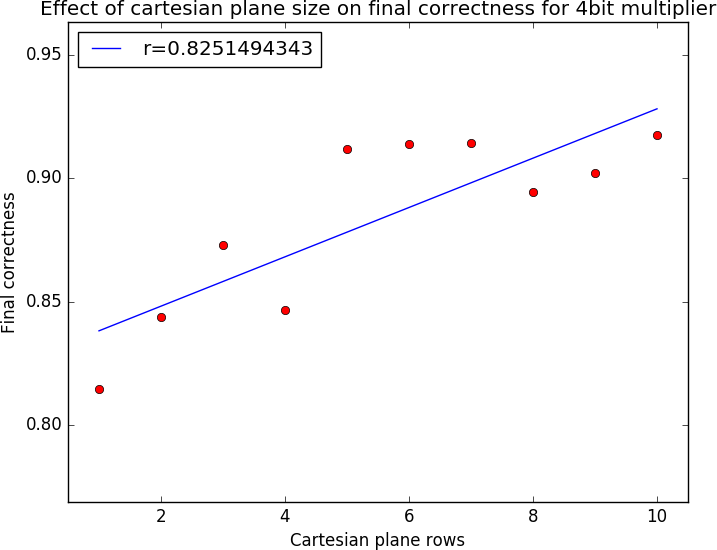 Effect of cartesian plane size on final correctness for 4bit multiplier
r=0.8251494343
0.95
0.90
0.85
0.80
Final correctness
2 4 6 8 10
Cartesian plane rows